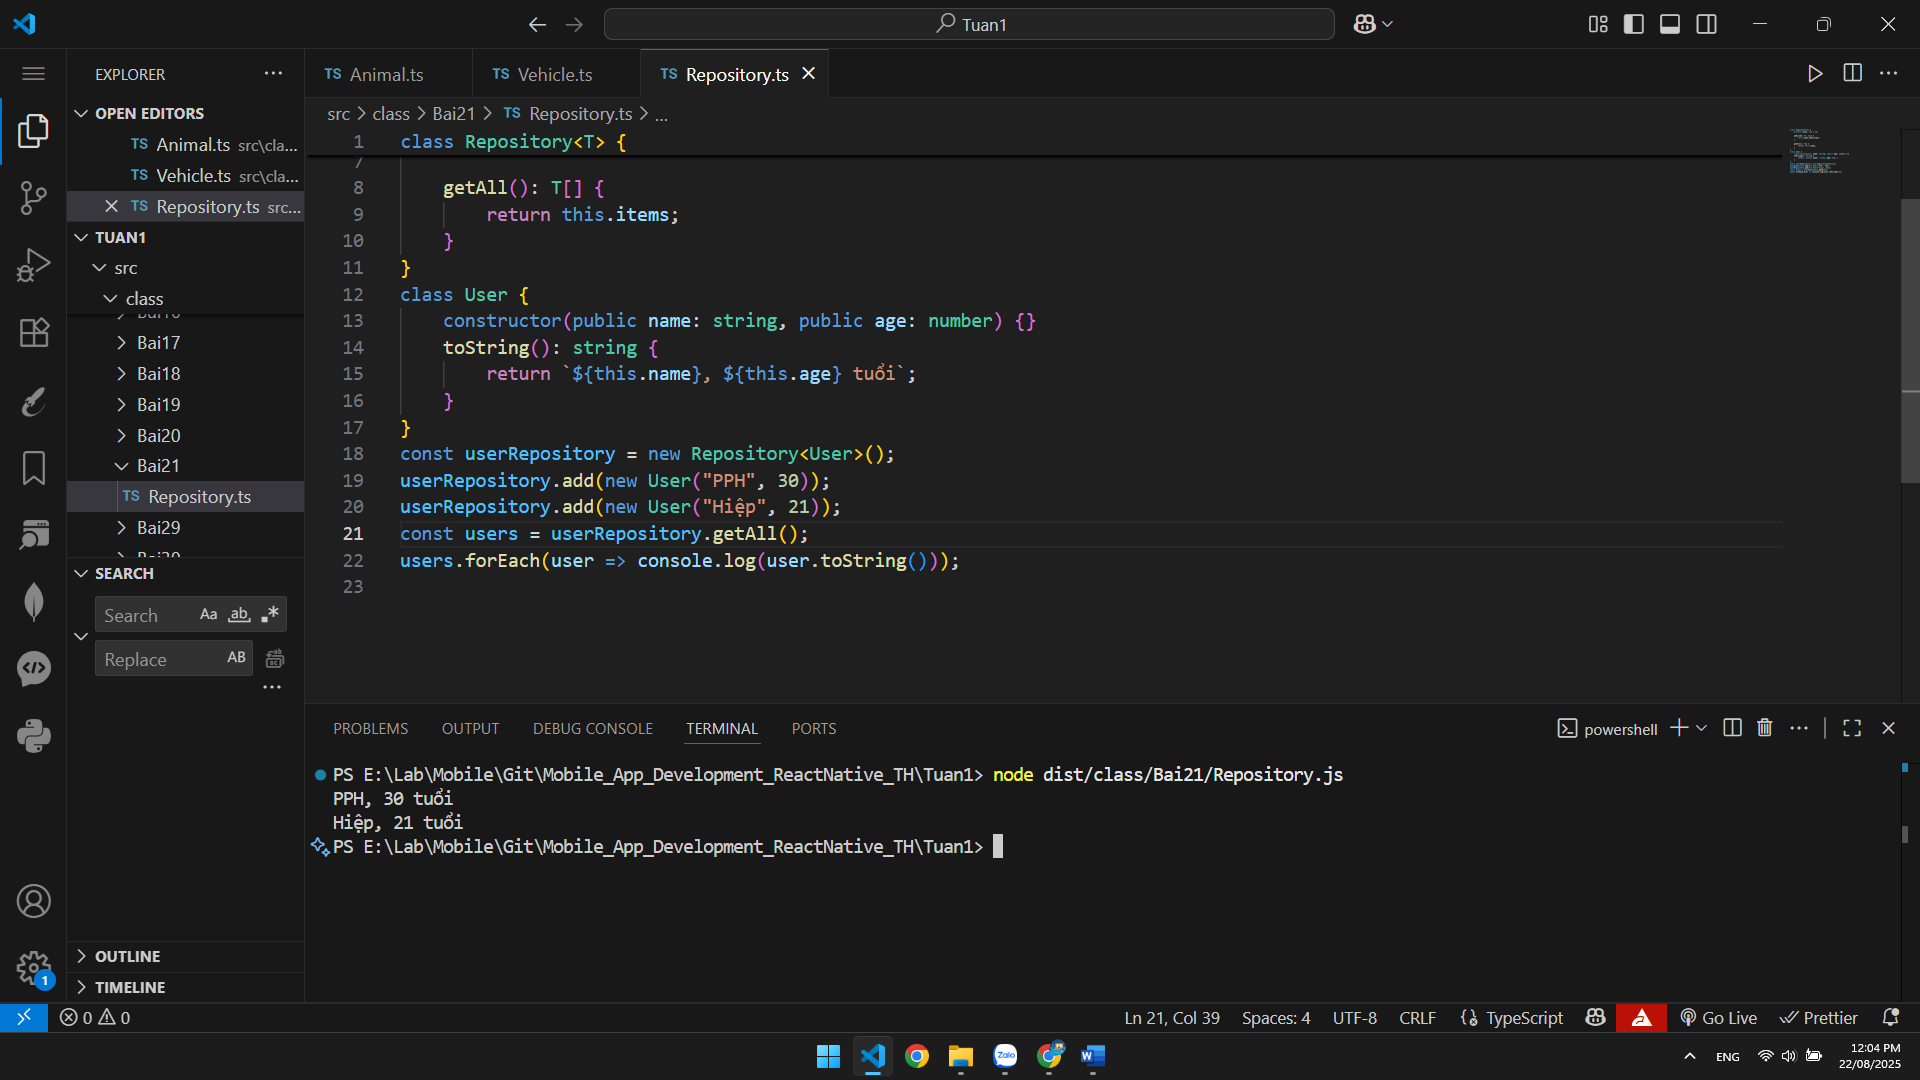 Tuan1
EXPLORER
OPEN EDITORS
TS Animal.ts src\cla...
TS Vehicle.ts src\cla...
TS Repository.ts src...
TUAN1
src
class
Bai17
Bai18
Bai19
Bai20
Bai21
TS Repository.ts
Bai29
SEARCH
Search Aa ab .*
Replace AB
OUTLINE
TIMELINE
TS Animal.ts
TS Vehicle.ts
TS Repository.ts
src > class > Bai21 > TS Repository.ts > ...
1 class Repository<T> {
7
8 getAll(): T[] {
9 return this.items;
10 }
11 }
12 class User {
13 constructor(public name: string, public age: number) {}
14 toString(): string {
15 return `${this.name}, ${this.age} tuổi`;
16 }
17 }
18 const userRepository = new Repository<User>();
19 userRepository.add(new User("PPH", 30));
20 userRepository.add(new User("Hiệp", 21));
21 const users = userRepository.getAll();
22 users.forEach(user => console.log(user.toString()));
23
PROBLEMS OUTPUT DEBUG CONSOLE TERMINAL PORTS
powershell
PS E:\Lab\Mobile\Git\Mobile_App_Development_ReactNative_TH\Tuan1> node dist/class/Bai21/Repository.js
PPH, 30 tuổi
Hiệp, 21 tuổi
PS E:\Lab\Mobile\Git\Mobile_App_Development_ReactNative_TH\Tuan1>
1
0 0
Ln 21, Col 39 Spaces: 4 UTF-8 CRLF {} TypeScript Go Live Prettier
Zalo
W
ENG
12:04 PM
22/08/2025